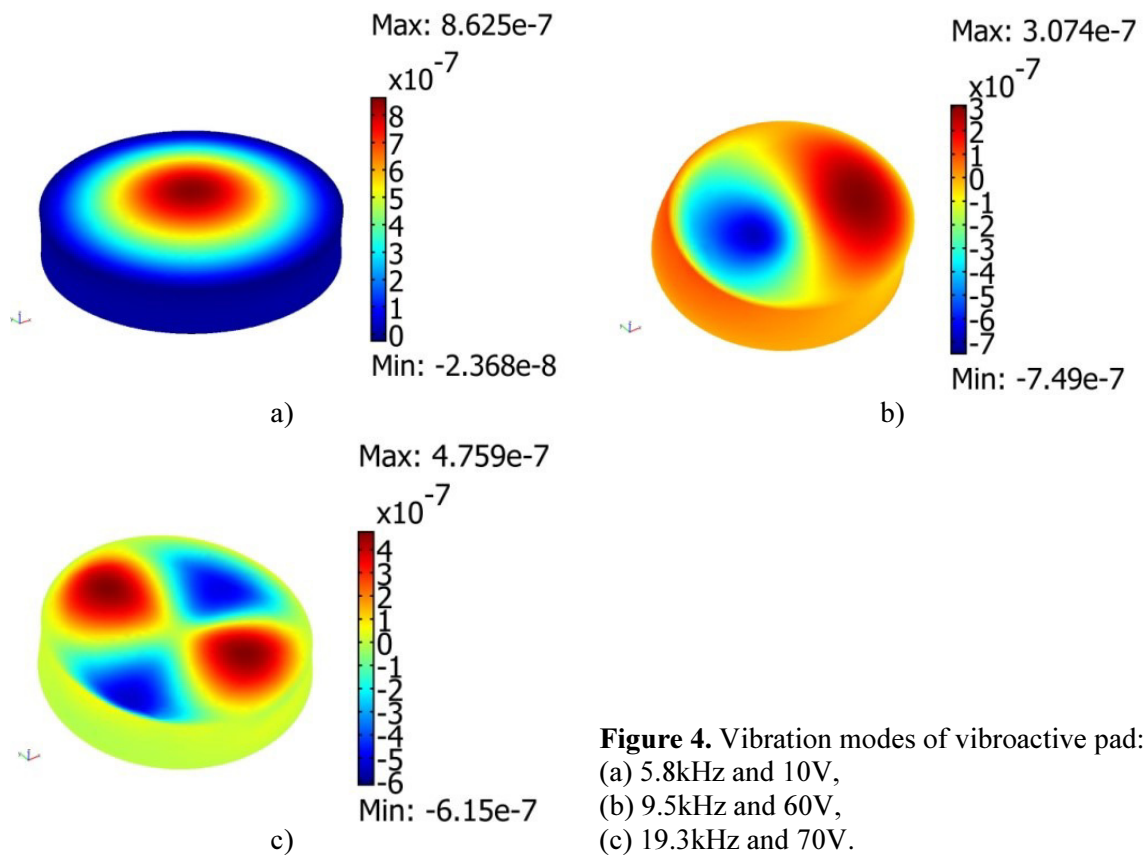 Max: 8.625e-7
x10^-7
8
7
6
5
4
3
2
1
0
Min: -2.368e-8
a)
Max: 3.074e-7
x10^-7
3
2
1
0
-1
-2
-3
-4
-5
-6
-7
Min: -7.49e-7
b)
Max: 4.759e-7
x10^-7
4
3
2
1
0
-1
-2
-3
-4
-5
-6
Min: -6.15e-7
c)
Figure 4. Vibration modes of vibroactive pad:
(a) 5.8kHz and 10V,
(b) 9.5kHz and 60V,
(c) 19.3kHz and 70V.